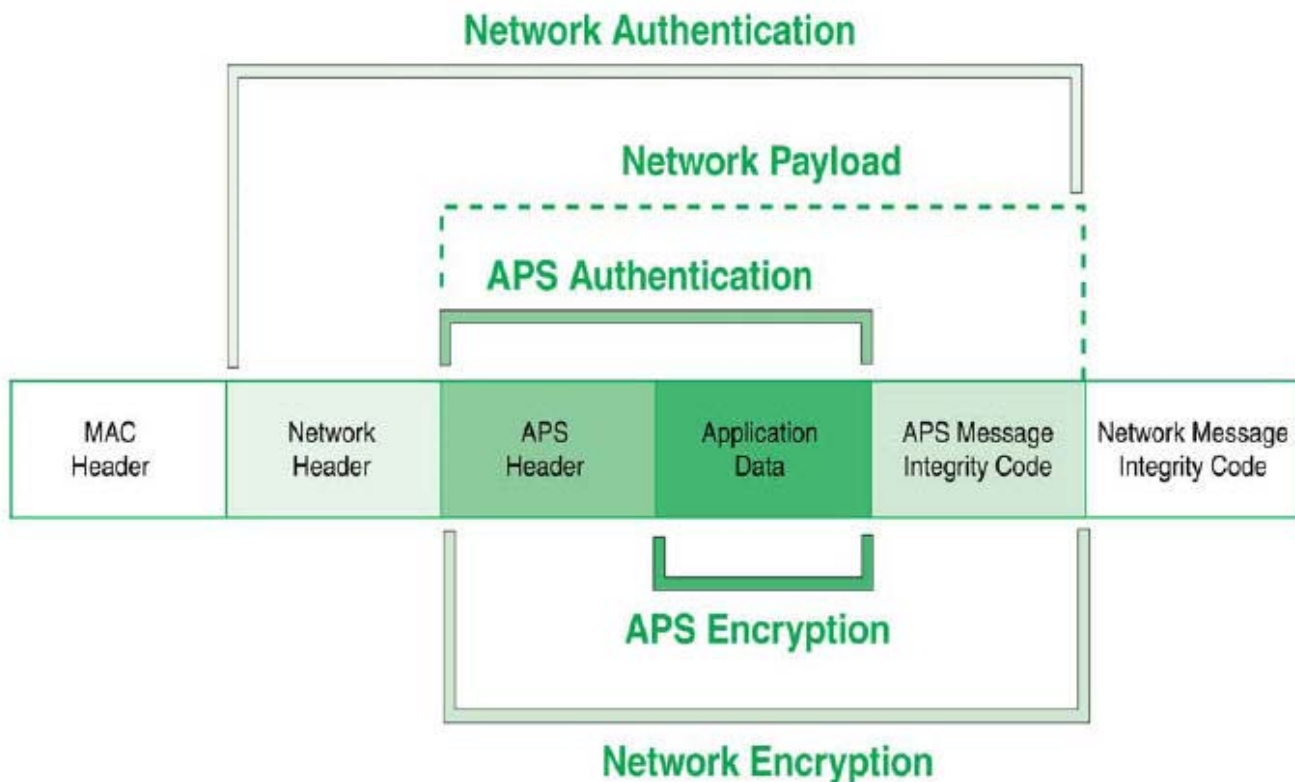 Network Authentication
Network Payload
APS Authentication
MAC
Header
Network
Header
APS
Header
Application
Data
APS Message
Integrity Code
Network Message
Integrity Code
APS Encryption
Network Encryption